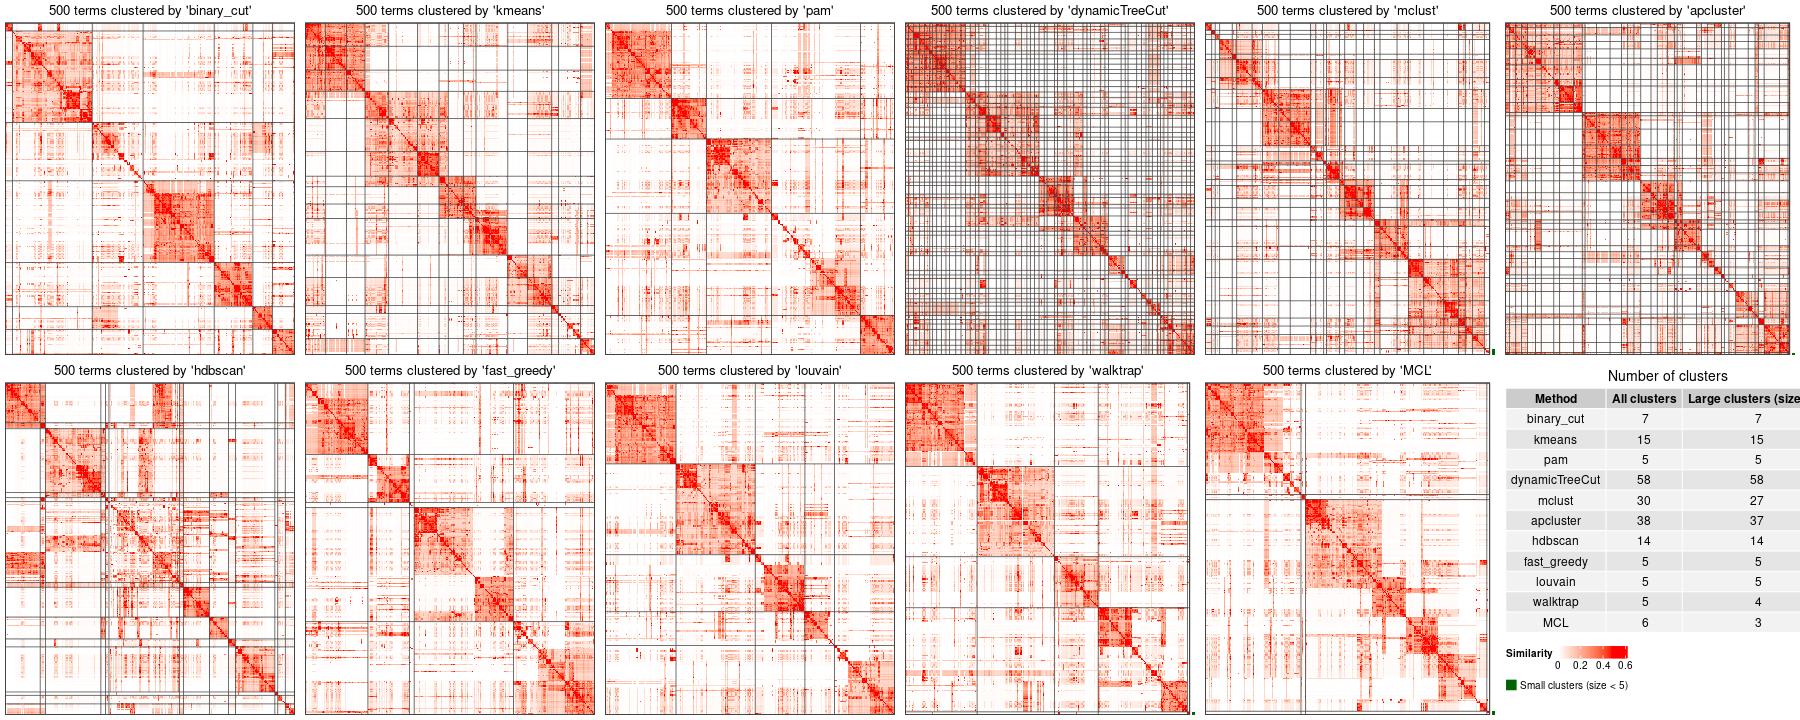 500 terms clustered by 'binary_cut'
500 terms clustered by 'kmeans'
500 terms clustered by 'pam'
500 terms clustered by 'dynamicTreeCut'
500 terms clustered by 'mclust'
500 terms clustered by 'apcluster'
500 terms clustered by 'hdbscan'
500 terms clustered by 'fast_greedy'
500 terms clustered by 'louvain'
500 terms clustered by 'walktrap'
500 terms clustered by 'MCL'
Number of clusters
Method All clusters Large clusters (size
binary_cut 7 7
kmeans 15 15
pam 5 5
dynamicTreeCut 58 58
mclust 30 27
apcluster 38 37
hdbscan 14 14
fast_greedy 5 5
louvain 5 5
walktrap 5 4
MCL 6 3
Similarity
0 0.2 0.4 0.6
Small clusters (size < 5)